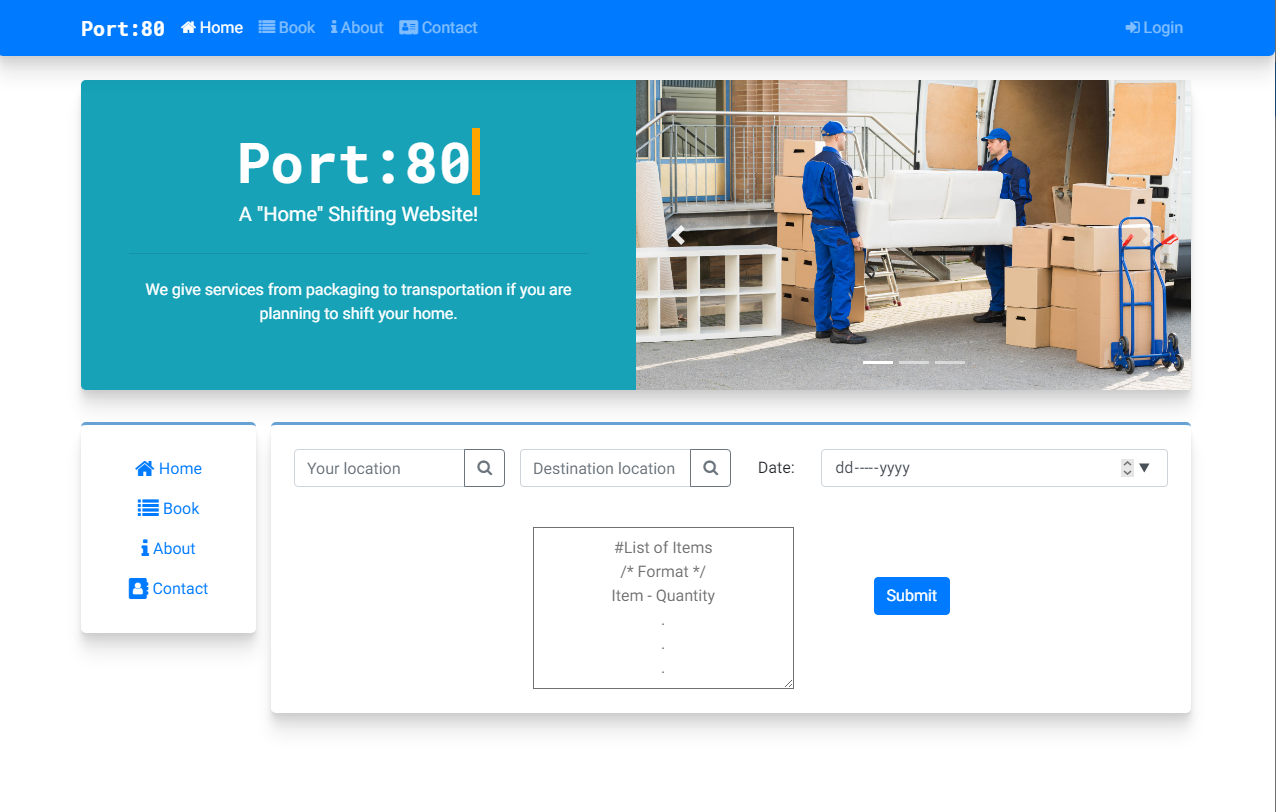 Port:80 Home Book About Contact Login
Port:80
A "Home" Shifting Website!
We give services from packaging to transportation if you are
planning to shift your home.
Home
Book
About
Contact
Your location Destination location Date: dd-----yyyy
#List of Items
/* Format */
Item - Quantity
.
.
.
Submit